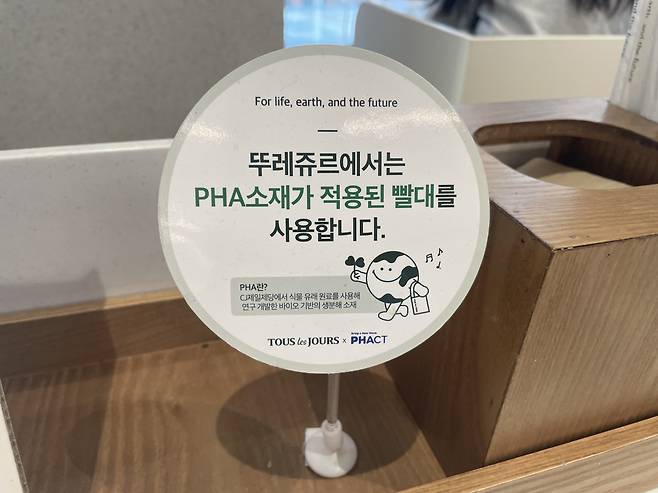 For life, earth, and the future
뚜레쥬르에서는
PHA소재가 적용된 빨대를
사용합니다.
PHA란?
CJ제일제당에서 식물 유래 원료를 사용해
연구 개발한 바이오 기반의 생분해 소재
TOUS les JOURS x PHACT